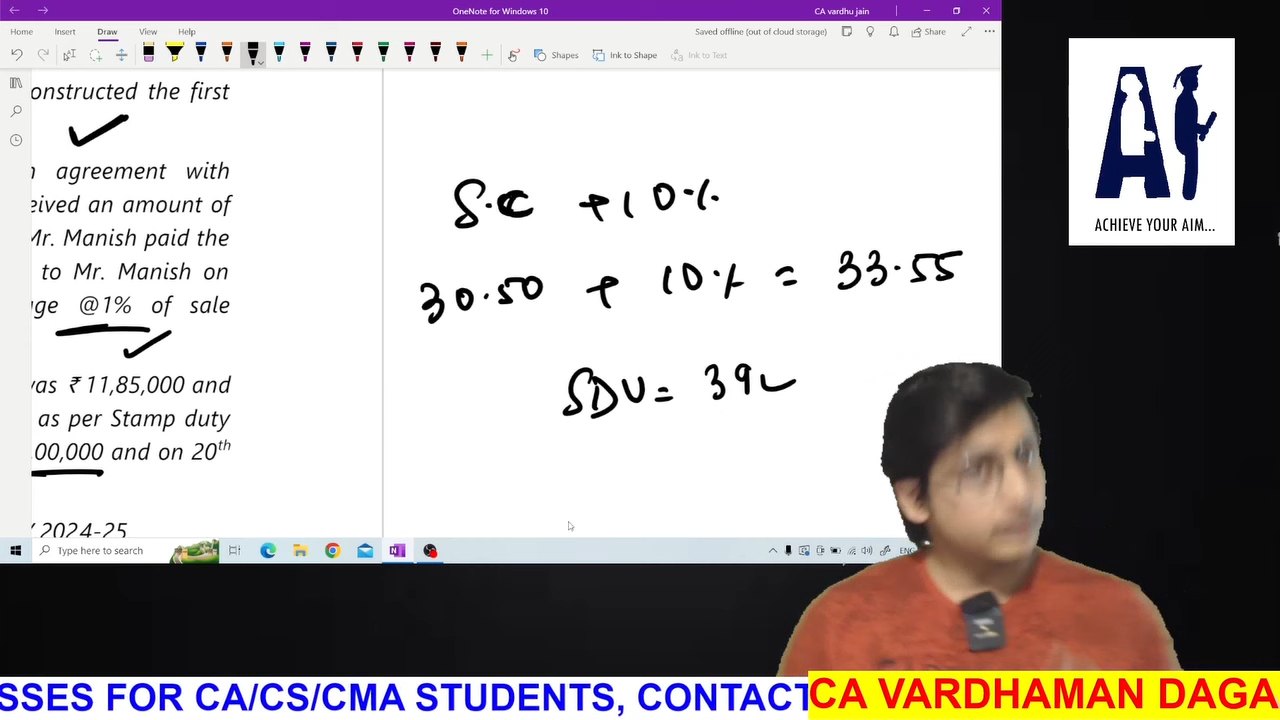 OneNote for Windows 10
CA vardhu jain
Home Insert Draw View Help
Saved offline (out of cloud storage)
Share
Shapes
Ink to Shape
Ink to Text
onstructed the first
n agreement with
eived an amount of
Mr. Manish paid the
to Mr. Manish on
ge @1% of sale
was ₹ 11,85,000 and
as per Stamp duty
00,000 and on 20th
2024-25
S.C +10%
30.50 + 10% = 33.55
SDV= 39L
ACHIEVE YOUR AIM...
Type here to search
ENG
SSES FOR CA/CS/CMA STUDENTS, CONTACT
CA VARDHAMAN DAGA